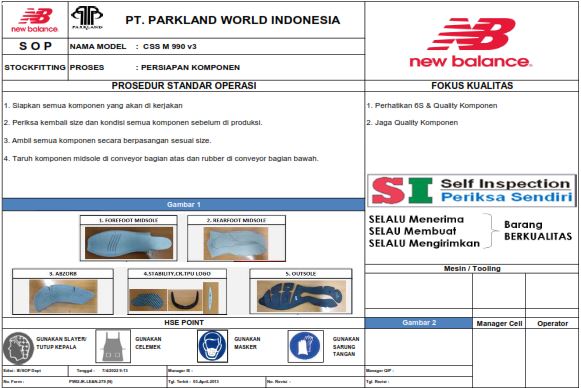 NB
new balance
PARKLAND
PT. PARKLAND WORLD INDONESIA
NB
new balance
SOP
NAMA MODEL : CSS M 990 v3
STOCKFITTING
PROSES : PERSIAPAN KOMPONEN
PROSEDUR STANDAR OPERASI
FOKUS KUALITAS
1. Siapkan semua komponen yang akan di kerjakan
2. Periksa kembali size dan kondisi semua komponen sebelum di produksi.
3. Ambil semua komponen secara berpasangan sesuai size.
4. Taruh komponen midsole di conveyor bagian atas dan rubber di conveyor bagian bawah.
1. Perhatikan 6S & Quality Komponen
2. Jaga Quality Komponen
SI Self Inspection
Periksa Sendiri
SELALU Menerima
SELALU Membuat
SELALU Mengirimkan
Barang
BERKUALITAS
Gambar 1
1. FOREFOOT MIDSOLE
2. REARFOOT MIDSOLE
3. ABZORB
4.STABILITY,CK.TPU LOGO
5. OUTSOLE
Mesin / Tooling
HSE POINT
GUNAKAN SLAYER/
TUTUP KEPALA
GUNAKAN
CELEMEK
GUNAKAN
MASKER
GUNAKAN
SARUNG
TANGAN
Gambar 2
Manager Cell
Operator
Edisi : IE/SOP Dept
Tanggal : 7/4/2022 9:13
Manager IE :
Manager QIP :
No. Form : PWI2-IK-LEAN-279 (N)
Tgl. Terbit : 03.April.2013
No. Revisi :
Tgl. Revisi :